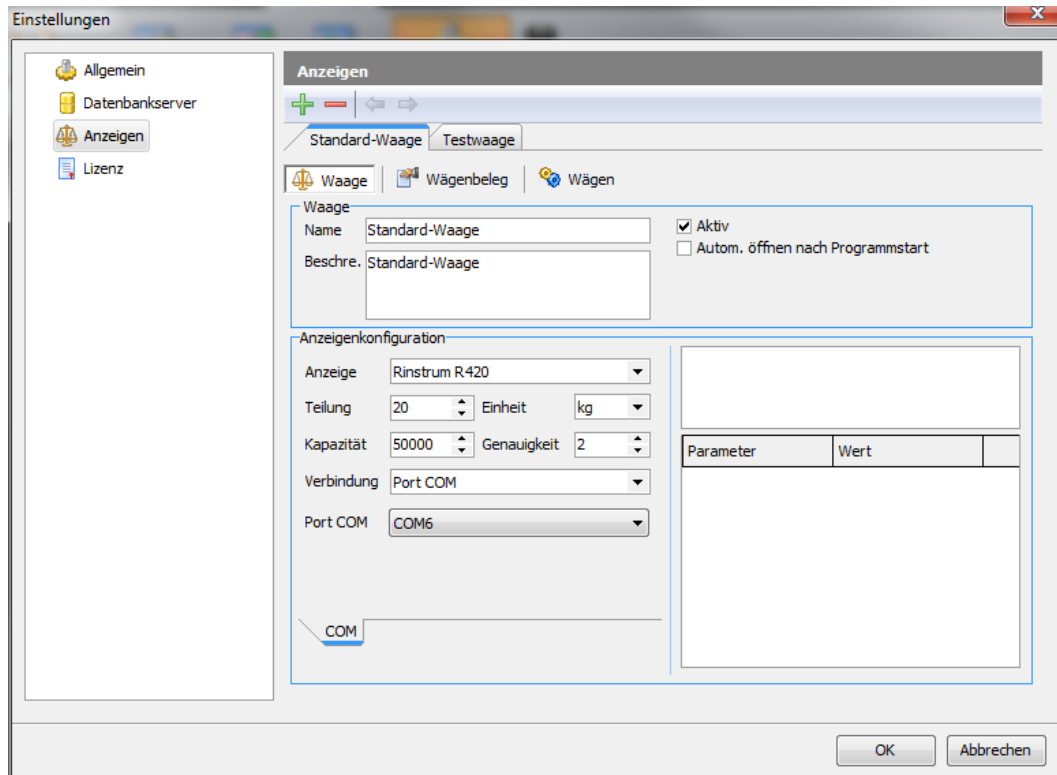 Einstellungen
Allgemein
Datenbankserver
Anzeigen
Lizenz
Anzeigen
Standard-Waage Testwaage
Waage Wägenbeleg Wägen
Waage
Name Standard-Waage
Aktiv
Autom. öffnen nach Programmstart
Beschre. Standard-Waage
Anzeigenkonfiguration
Anzeige Rinstrum R420
Teilung 20 Einheit kg
Kapazität 50000 Genauigkeit 2
Verbindung Port COM
Port COM COM6
COM
Parameter Wert
OK Abbrechen